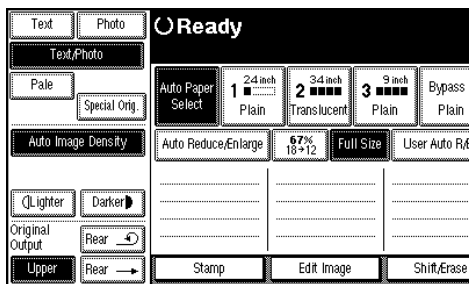 Text Photo
Text/Photo
Pale
Special Orig.
Auto Image Density
Lighter Darker
Original
Output
Rear
Upper Rear
Ready
Auto Paper
Select
1 24 inch
Plain
2 34 inch
Translucent
3 9 inch
Plain
Bypass
Plain
Auto Reduce/Enlarge
67%
18→12
Full Size
User Auto R/E
Stamp Edit Image Shift/Erase